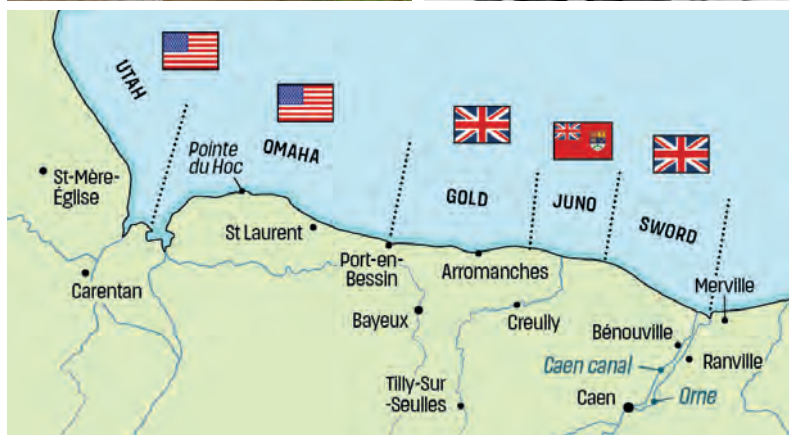 UTAH
OMAHA
Pointe
du Hoc
St-Mère-
Église
GOLD
JUNO
SWORD
St Laurent
Port-en-
Bessin
Arromanches
Merville
Carentan
Bayeux
Creully
Bénouville
Ranville
Caen canal
Tilly-Sur
-Seulles
Caen
Orne